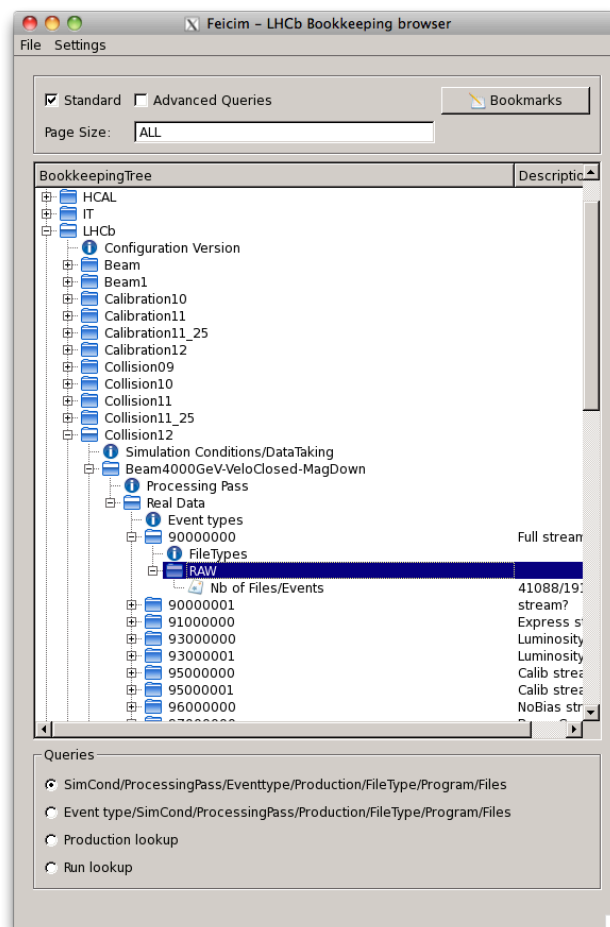 Feicim – LHCb Bookkeeping browser
File Settings
Standard Advanced Queries Bookmarks
Page Size: ALL
BookkeepingTree Descriptio
HCAL
IT
LHCb
Configuration Version
Beam
Beam1
Calibration10
Calibration11
Calibration11_25
Calibration12
Collision09
Collision10
Collision11
Collision11_25
Collision12
Simulation Conditions/DataTaking
Beam4000GeV-VeloClosed-MagDown
Processing Pass
Real Data
Event types
90000000 Full stream
FileTypes
RAW
Nb of Files/Events 41088/191
90000001 stream?
91000000 Express st
93000000 Luminosity
93000001 Luminosity
95000000 Calib strea
95000001 Calib strea
96000000 NoBias str
Queries
SimCond/ProcessingPass/Eventtype/Production/FileType/Program/Files
Event type/SimCond/ProcessingPass/Production/FileType/Program/Files
Production lookup
Run lookup